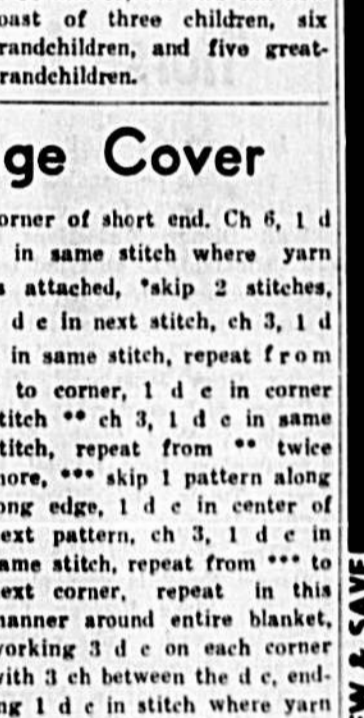 oast of three children, six
randchildren, and five great-
randchildren.
ge Cover
orner of short end. Ch 6, 1 d
in same stitch where yarn
s attached, *skip 2 stitches,
d c in next stitch, ch 3, 1 d
in same stitch, repeat from
to corner, 1 d c in corner
titch ** ch 3, 1 d c in same
titch, repeat from ** twice
nore, *** skip 1 pattern along
ong edge, 1 d c in center of
ext pattern, ch 3, 1 d c in
ame stitch, repeat from *** to
ext corner, repeat in this
nanner around entire blanket,
vorking 3 d c on each corner
vith 3 ch between the d c, end-
ng 1 d c in stitch where yarn
& SAVE